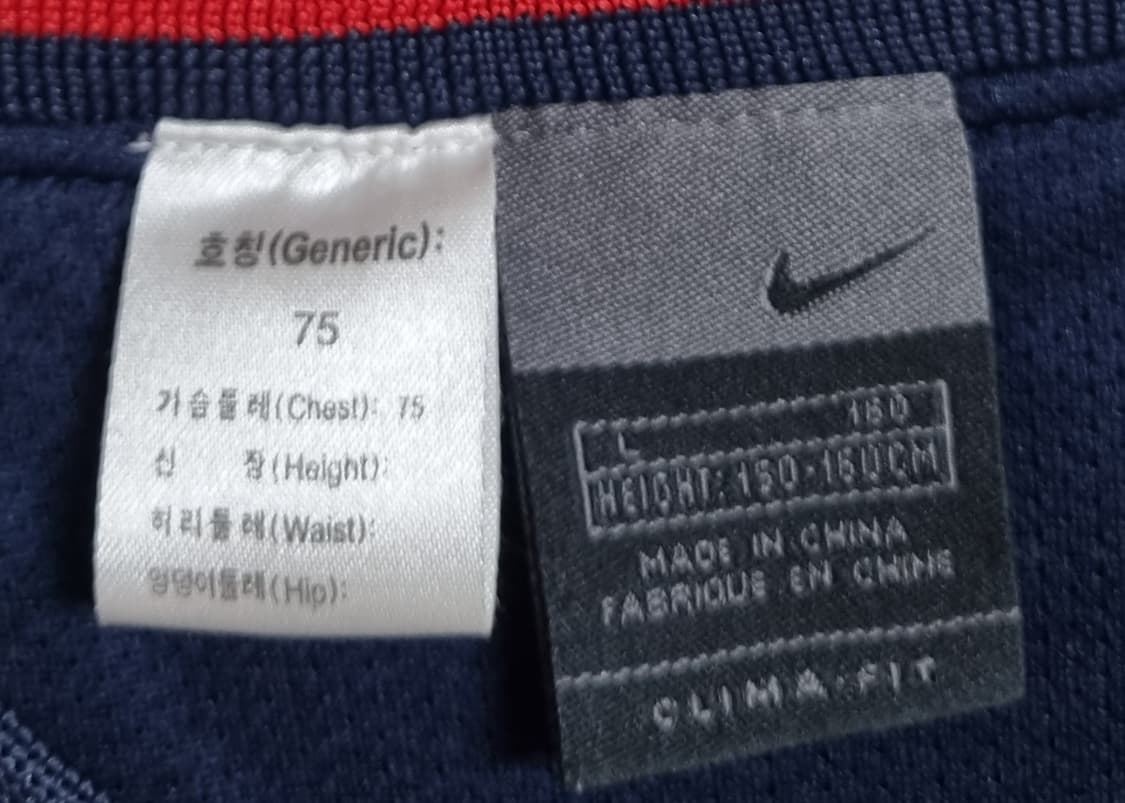 호칭(Generic):
75
가슴둘레(Chest): 75
신 장(Height):
허리둘레(Waist):
엉덩이둘레(Hip):
L 160
HEIGHT: 150-160CM
MADE IN CHINA
FABRIQUE EN CHINE
CLIMA-FIT